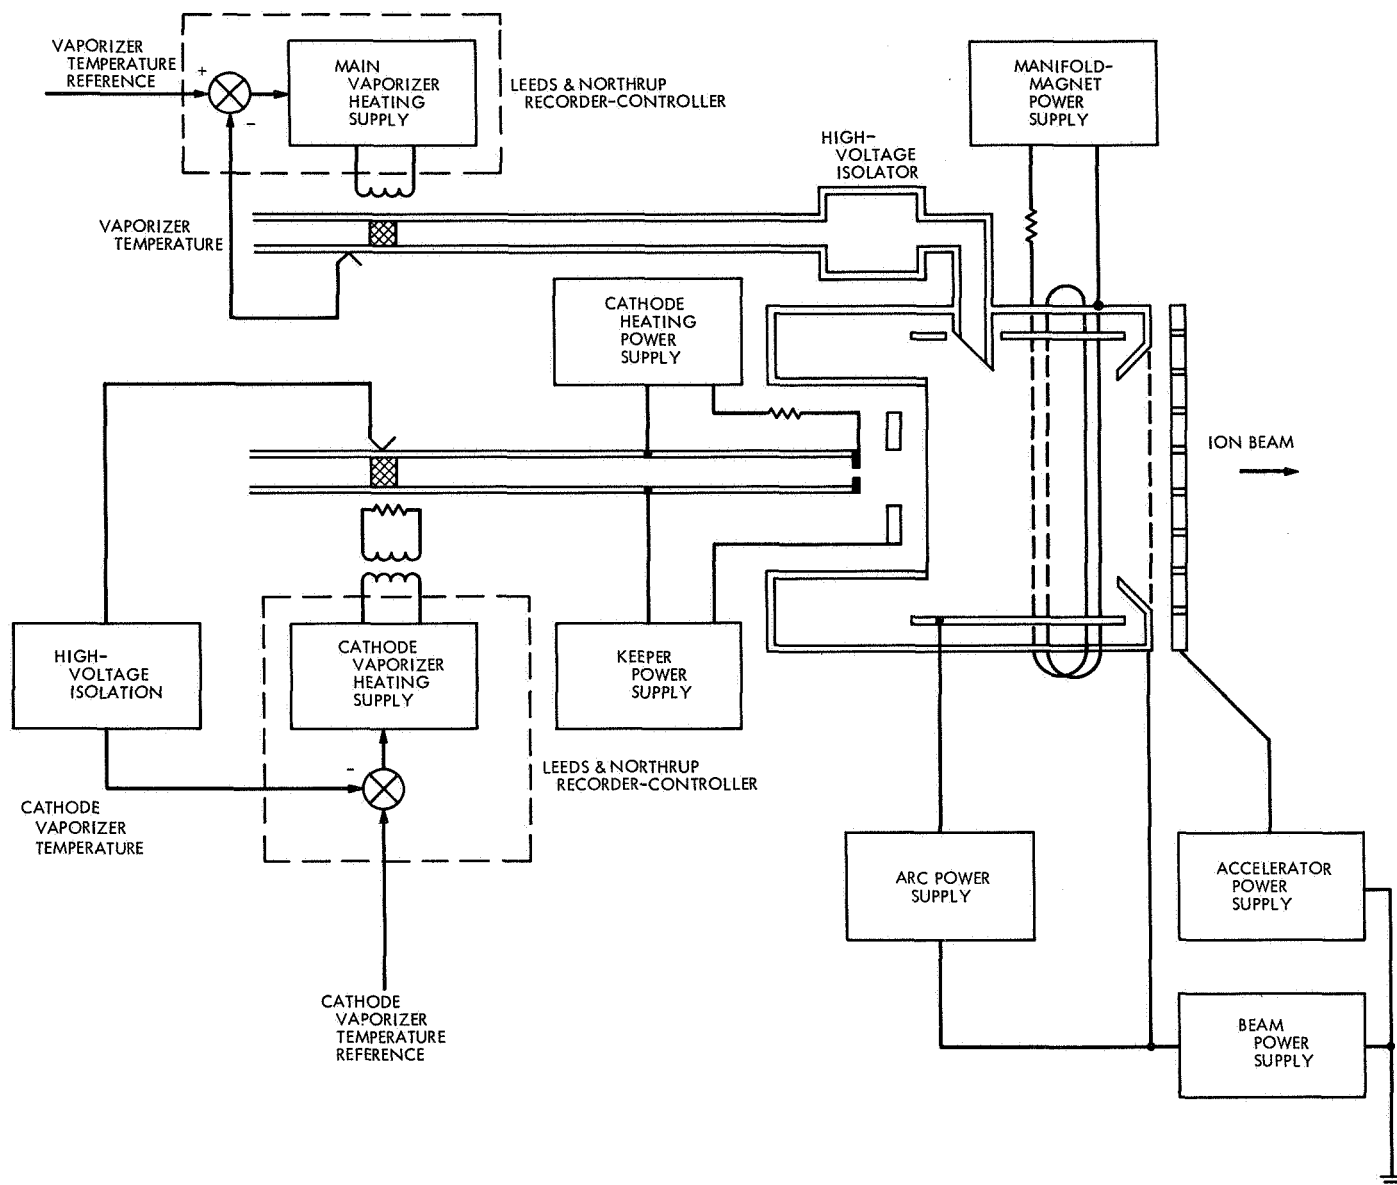 VAPORIZER
TEMPERATURE
REFERENCE
+
-
MAIN
VAPORIZER
HEATING
SUPPLY
LEEDS & NORTHRUP
RECORDER-CONTROLLER
MANIFOLD-
MAGNET
POWER
SUPPLY
HIGH-
VOLTAGE
ISOLATOR
VAPORIZER
TEMPERATURE
CATHODE
HEATING
POWER
SUPPLY
ION BEAM
HIGH-
VOLTAGE
ISOLATION
CATHODE
VAPORIZER
HEATING
SUPPLY
KEEPER
POWER
SUPPLY
-
LEEDS & NORTHRUP
RECORDER-CONTROLLER
CATHODE
VAPORIZER
TEMPERATURE
ARC POWER
SUPPLY
ACCELERATOR
POWER
SUPPLY
CATHODE
VAPORIZER
TEMPERATURE
REFERENCE
BEAM
POWER
SUPPLY